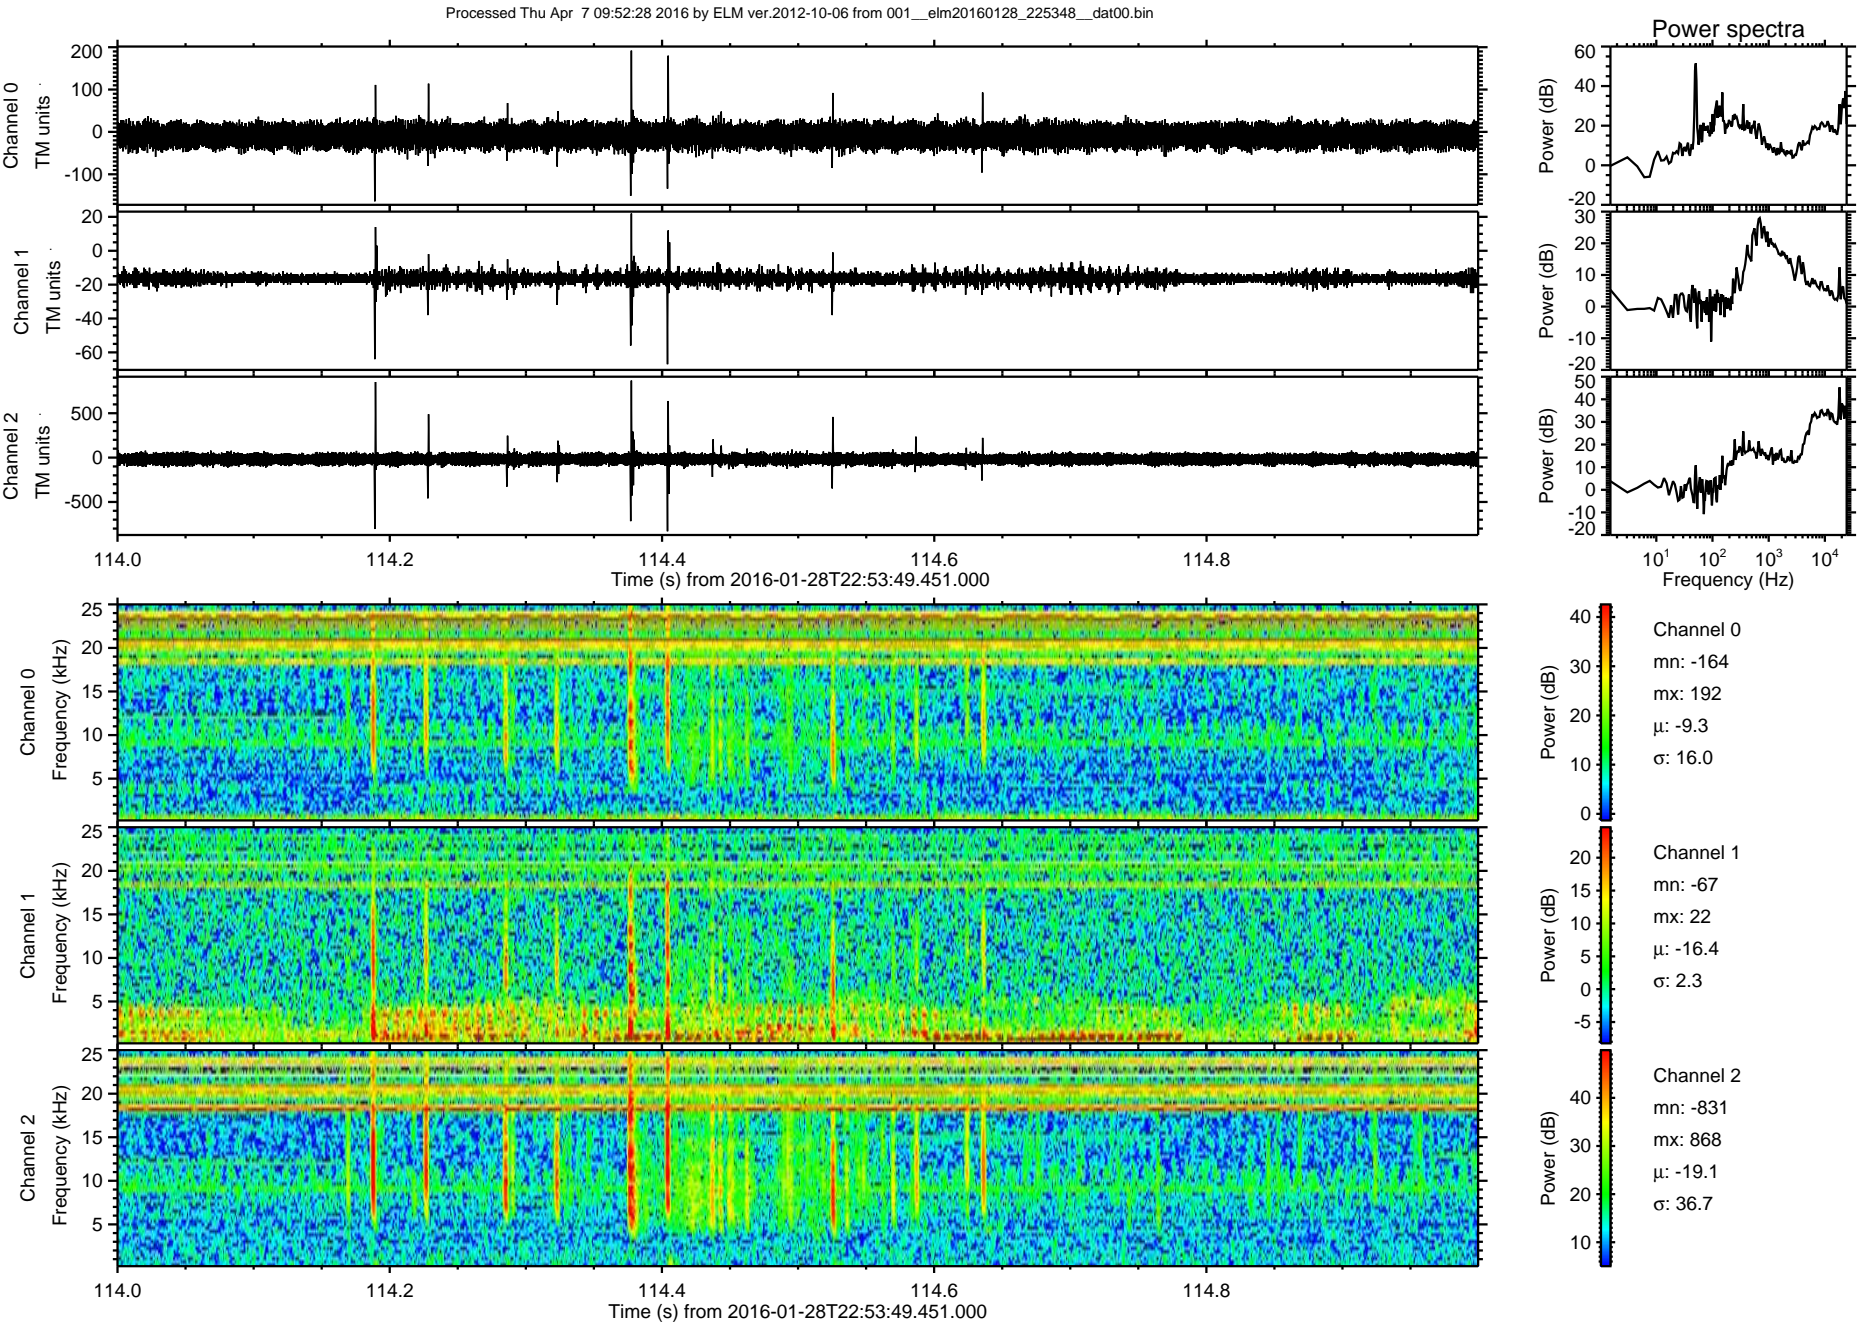 Processed Thu Apr  7 09:52:28 2016 by ELM ver.2012-10-06 from 001__elm20160128_225348__dat00.bin
Power spectra
Channel 0
TM units
200
100
0
-100
Power (dB)
60
40
20
0
-20
Channel 1
TM units
20
0
-20
-40
-60
Power (dB)
30
20
10
0
-10
-20
Channel 2
TM units
500
0
-500
Power (dB)
50
40
30
20
10
0
-10
-20
114.0 114.2 114.4 114.6 114.8
Time (s) from 2016-01-28T22:53:49.451.000
10^1 10^2 10^3 10^4
Frequency (Hz)
Channel 0
Frequency (kHz)
25
20
15
10
5
Power (dB)
40
30
20
10
0
Channel 0
mn: -164
mx: 192
μ: -9.3
σ: 16.0
Channel 1
Frequency (kHz)
25
20
15
10
5
Power (dB)
20
15
10
5
0
-5
Channel 1
mn: -67
mx: 22
μ: -16.4
σ: 2.3
Channel 2
Frequency (kHz)
25
20
15
10
5
Power (dB)
40
30
20
10
Channel 2
mn: -831
mx: 868
μ: -19.1
σ: 36.7
114.0 114.2 114.4 114.6 114.8
Time (s) from 2016-01-28T22:53:49.451.000